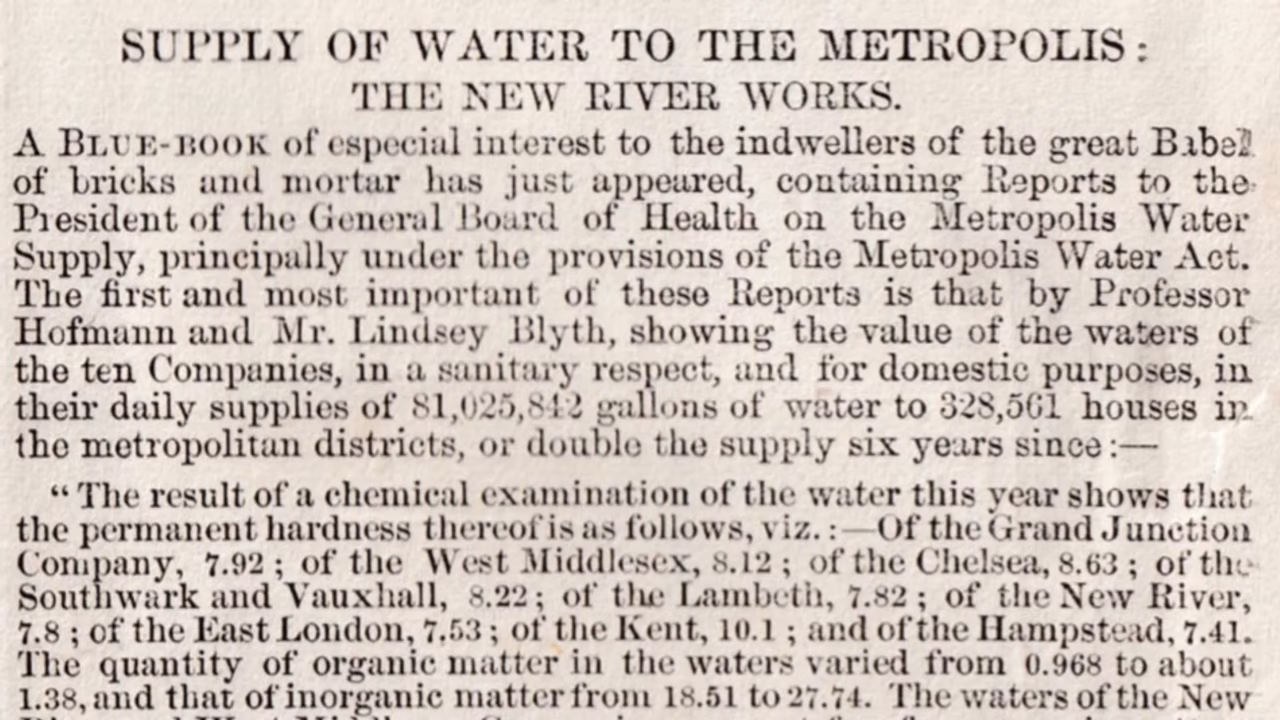 SUPPLY OF WATER TO THE METROPOLIS:
THE NEW RIVER WORKS.
A BLUE-BOOK of especial interest to the indwellers of the great Babel
of bricks and mortar has just appeared, containing Reports to the
President of the General Board of Health on the Metropolis Water
Supply, principally under the provisions of the Metropolis Water Act.
The first and most important of these Reports is that by Professor
Hofmann and Mr. Lindsey Blyth, showing the value of the waters of
the ten Companies, in a sanitary respect, and for domestic purposes, in
their daily supplies of 81,025,842 gallons of water to 328,561 houses in
the metropolitan districts, or double the supply six years since:—
“The result of a chemical examination of the water this year shows that
the permanent hardness thereof is as follows, viz.:—Of the Grand Junction
Company, 7.92; of the West Middlesex, 8.12; of the Chelsea, 8.63; of the
Southwark and Vauxhall, 8.22; of the Lambeth, 7.82; of the New River,
7.8; of the East London, 7.53; of the Kent, 10.1; and of the Hampstead, 7.41.
The quantity of organic matter in the waters varied from 0.968 to about
1.38, and that of inorganic matter from 18.51 to 27.74. The waters of the New